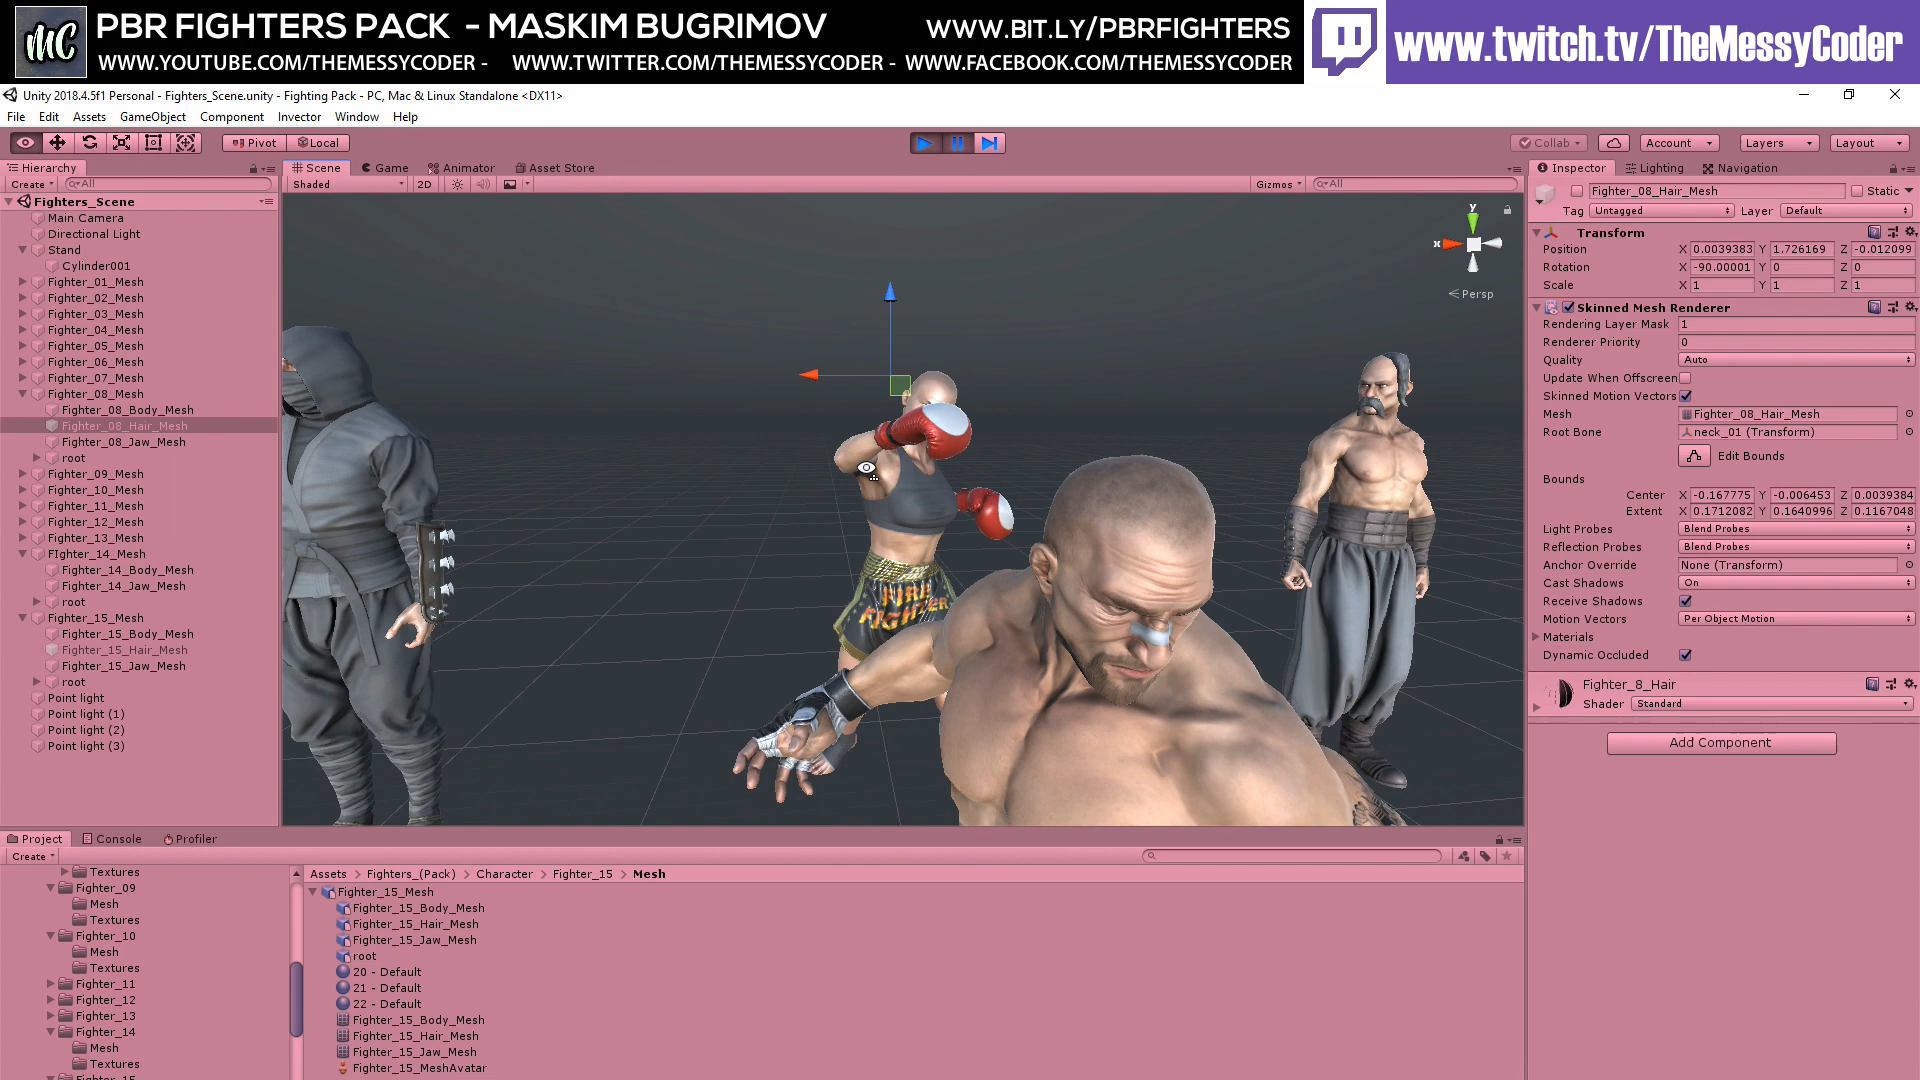 MC
PBR FIGHTERS PACK - MASKIM BUGRIMOV
WWW.BIT.LY/PBRFIGHTERS
WWW.YOUTUBE.COM/THEMESSYCODER - WWW.TWITTER.COM/THEMESSYCODER - WWW.FACEBOOK.COM/THEMESSYCODER
www.twitch.tv/TheMessyCoder
Unity 2018.4.5f1 Personal - Fighters_Scene.unity - Fighting Pack - PC, Mac & Linux Standalone <DX11>
File Edit Assets GameObject Component Invector Window Help
Pivot Local
Collab Account Layers Layout
Hierarchy
Create All
Fighters_Scene
Main Camera
Directional Light
Stand
Cylinder001
Fighter_01_Mesh
Fighter_02_Mesh
Fighter_03_Mesh
Fighter_04_Mesh
Fighter_05_Mesh
Fighter_06_Mesh
Fighter_07_Mesh
Fighter_08_Mesh
Fighter_08_Body_Mesh
Fighter_08_Hair_Mesh
Fighter_08_Jaw_Mesh
root
Fighter_09_Mesh
Fighter_10_Mesh
Fighter_11_Mesh
Fighter_12_Mesh
Fighter_13_Mesh
FIghter_14_Mesh
Fighter_14_Body_Mesh
Fighter_14_Jaw_Mesh
root
Fighter_15_Mesh
Fighter_15_Body_Mesh
Fighter_15_Hair_Mesh
Fighter_15_Jaw_Mesh
root
Point light
Point light (1)
Point light (2)
Point light (3)
Scene Game Animator Asset Store
Shaded 2D Gizmos All
y
x
Persp
FIRE
FIGHTER
Inspector Lighting Navigation
Fighter_08_Hair_Mesh Static
Tag Untagged Layer Default
Transform
Position X 0.0039383 Y 1.726169 Z -0.012099
Rotation X -90.00001 Y 0 Z 0
Scale X 1 Y 1 Z 1
Skinned Mesh Renderer
Rendering Layer Mask 1
Renderer Priority 0
Quality Auto
Update When Offscreen
Skinned Motion Vectors
Mesh Fighter_08_Hair_Mesh
Root Bone neck_01 (Transform)
Edit Bounds
Bounds
Center X -0.167775 Y -0.006453 Z 0.0039384
Extent X 0.1712082 Y 0.1640996 Z 0.1167048
Light Probes Blend Probes
Reflection Probes Blend Probes
Anchor Override None (Transform)
Cast Shadows On
Receive Shadows
Motion Vectors Per Object Motion
Materials
Dynamic Occluded
Fighter_8_Hair
Shader Standard
Add Component
Project Console Profiler
Create
Textures
Fighter_09
Mesh
Textures
Fighter_10
Mesh
Textures
Fighter_11
Fighter_12
Fighter_13
Fighter_14
Mesh
Textures
Fighter_15
Assets Fighters_(Pack) Character Fighter_15 Mesh
Fighter_15_Mesh
Fighter_15_Body_Mesh
Fighter_15_Hair_Mesh
Fighter_15_Jaw_Mesh
root
20 - Default
21 - Default
22 - Default
Fighter_15_Body_Mesh
Fighter_15_Hair_Mesh
Fighter_15_Jaw_Mesh
Fighter_15_MeshAvatar